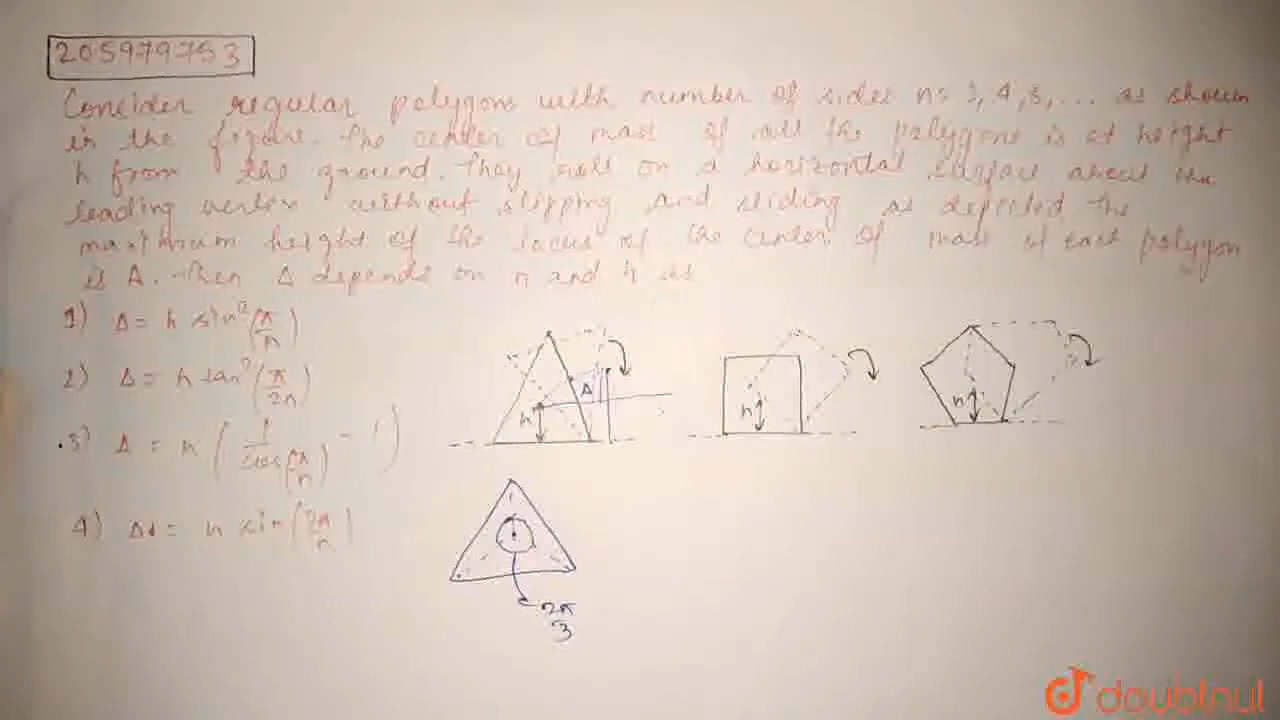 205979753
Concider regular polygons with number of sides n = 3, 4, 5, ... as shown
in the figure. The center of mass of all the polygons is at height
h from the ground. They roll on a horizontal surface about the
leading vertex without slipping and sliding as depicted the
maximum height of the locus of the center of mass of each polygon
is Δ. Then Δ depends on n and h as
1) Δ = h sin²(π/n)
2) Δ = h tan²(π/2n)
3) Δ = h (1/cos(π/n) - 1)
4) Δ = h sin(2π/n)
h
Δ
h
h
2π/3
doubtnut